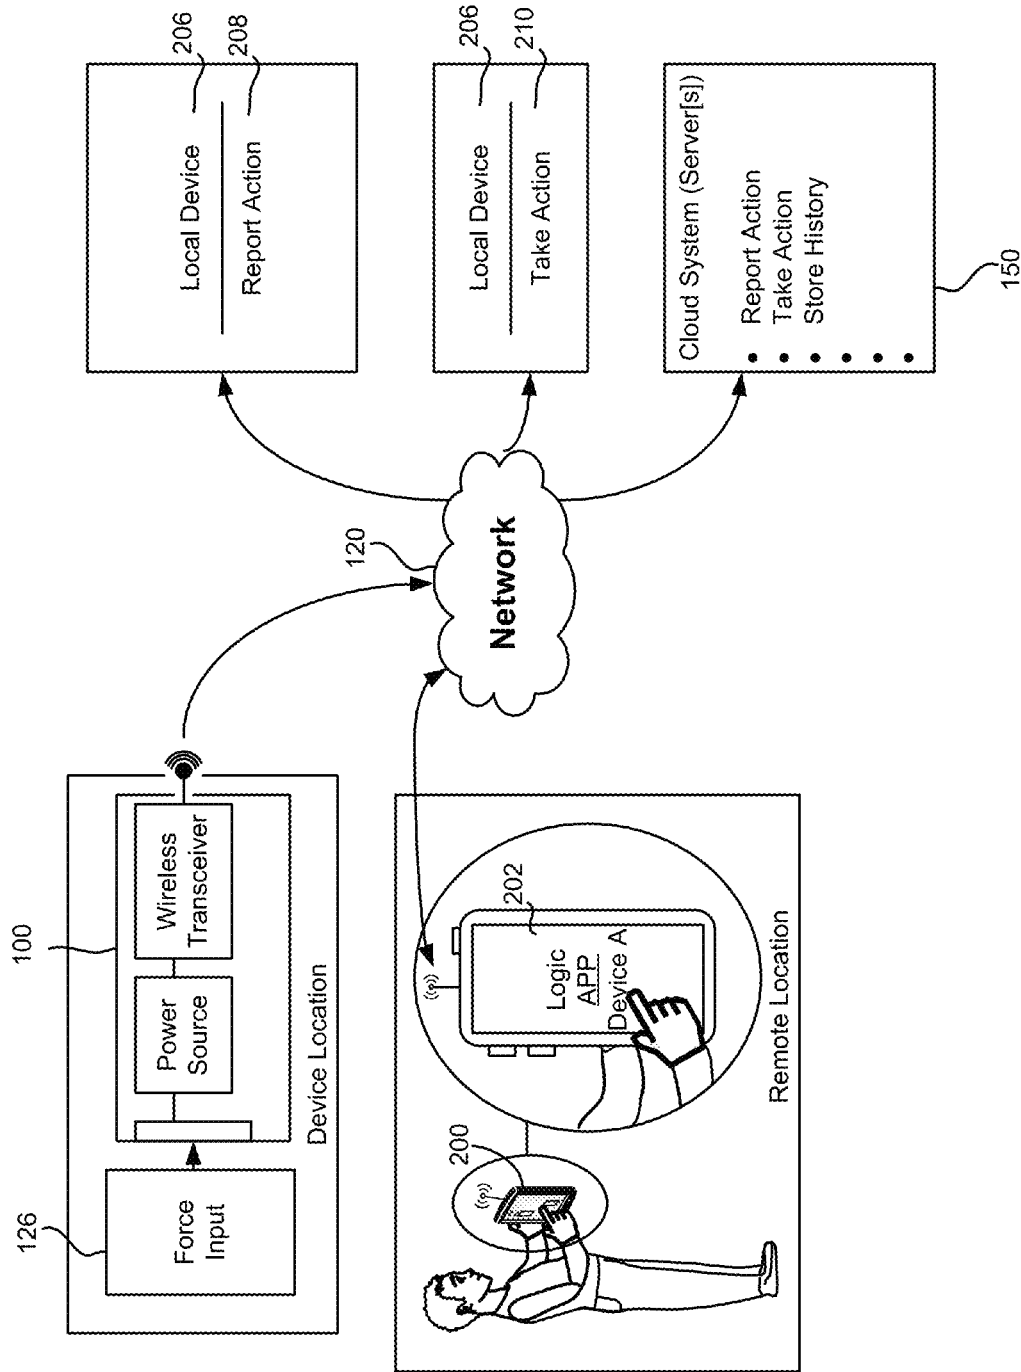 126
Force
Input
100
Power
Source
Wireless
Transceiver
Device Location
120
Network
Local Device
206
Report Action
208
Local Device
206
Take Action
210
Cloud System (Server[s])
• Report Action
• Take Action
• Store History
•
•
•
150
200
202
Logic
APP
Device A
Remote Location